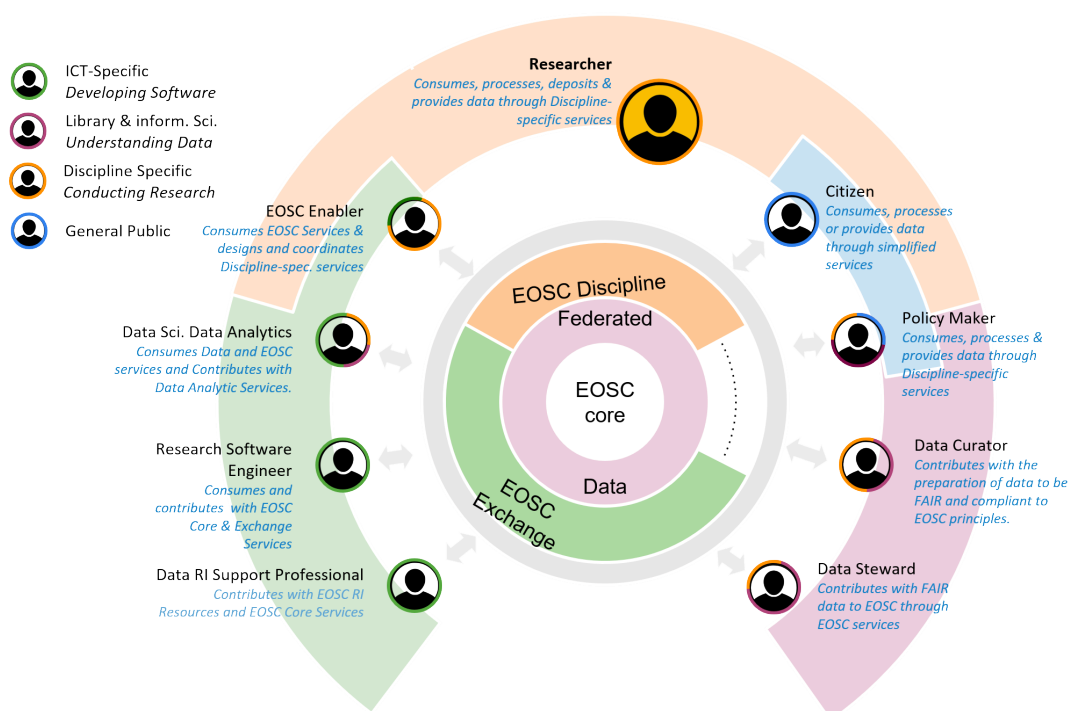 ICT-Specific
Developing Software
Library & inform. Sci.
Understanding Data
Discipline Specific
Conducting Research
General Public
Researcher
Consumes, processes, deposits &
provides data through Discipline-
specific services
EOSC Enabler
Consumes EOSC Services &
designs and coordinates
Discipline-spec. services
Data Sci. Data Analytics
Consumes Data and EOSC
services and Contributes with
Data Analytic Services.
Research Software
Engineer
Consumes and
contributes with EOSC
Core & Exchange
Services
Data RI Support Professional
Contributes with EOSC RI
Resources and EOSC Core Services
EOSC Discipline
Federated
EOSC
core
Data
EOSC
Exchange
Citizen
Consumes, processes
or provides data
through simplified
services
Policy Maker
Consumes, processes &
provides data through
Discipline-specific
services
Data Curator
Contributes with the
preparation of data to be
FAIR and compliant to
EOSC principles.
Data Steward
Contributes with FAIR
data to EOSC through
EOSC services